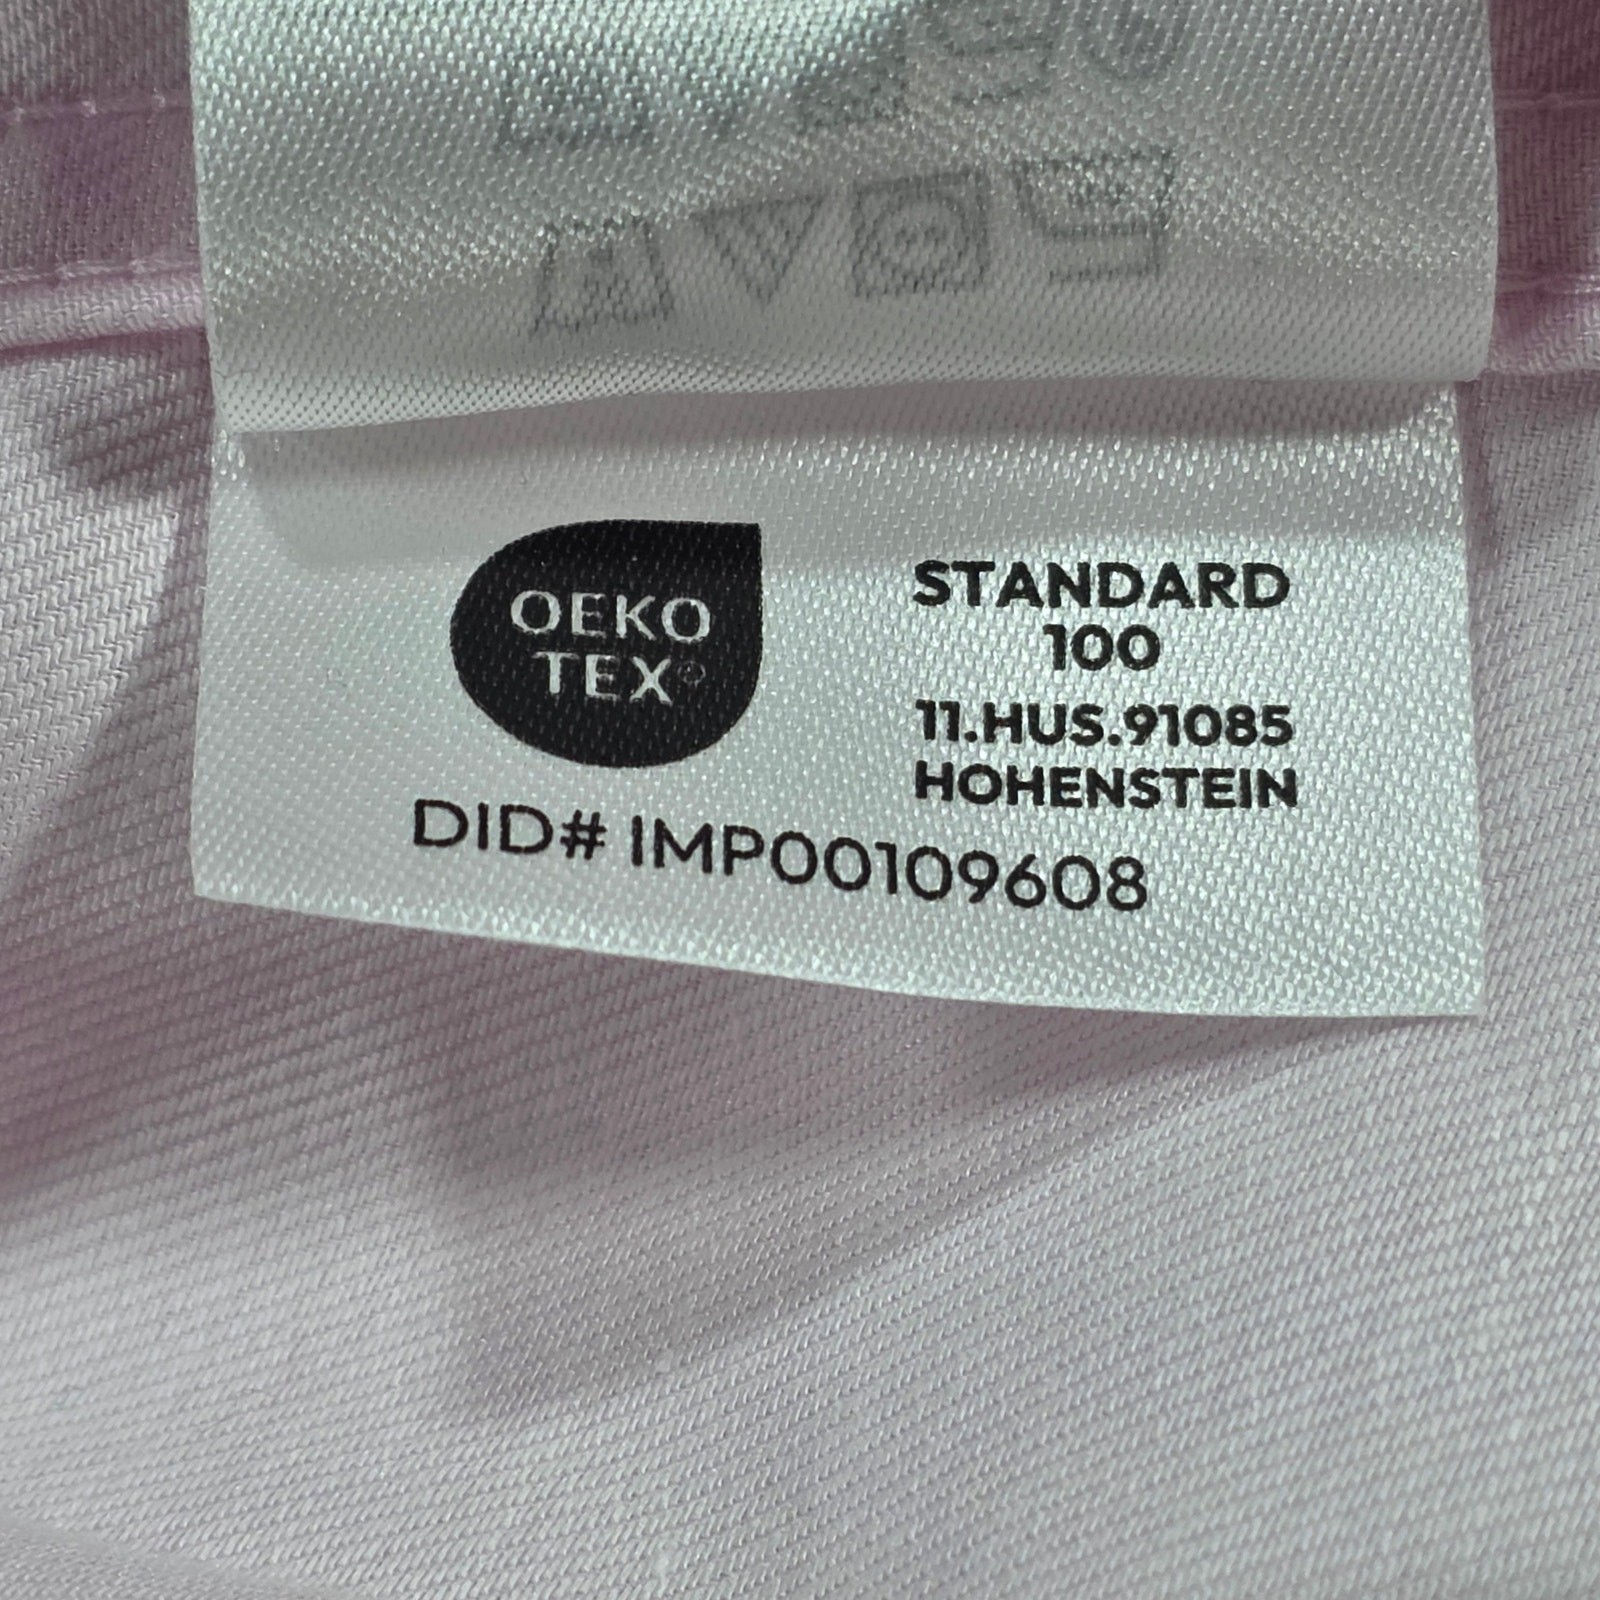 OEKO
TEX®
STANDARD
100
11.HUS.91085
HOHENSTEIN
DID# IMP00109608